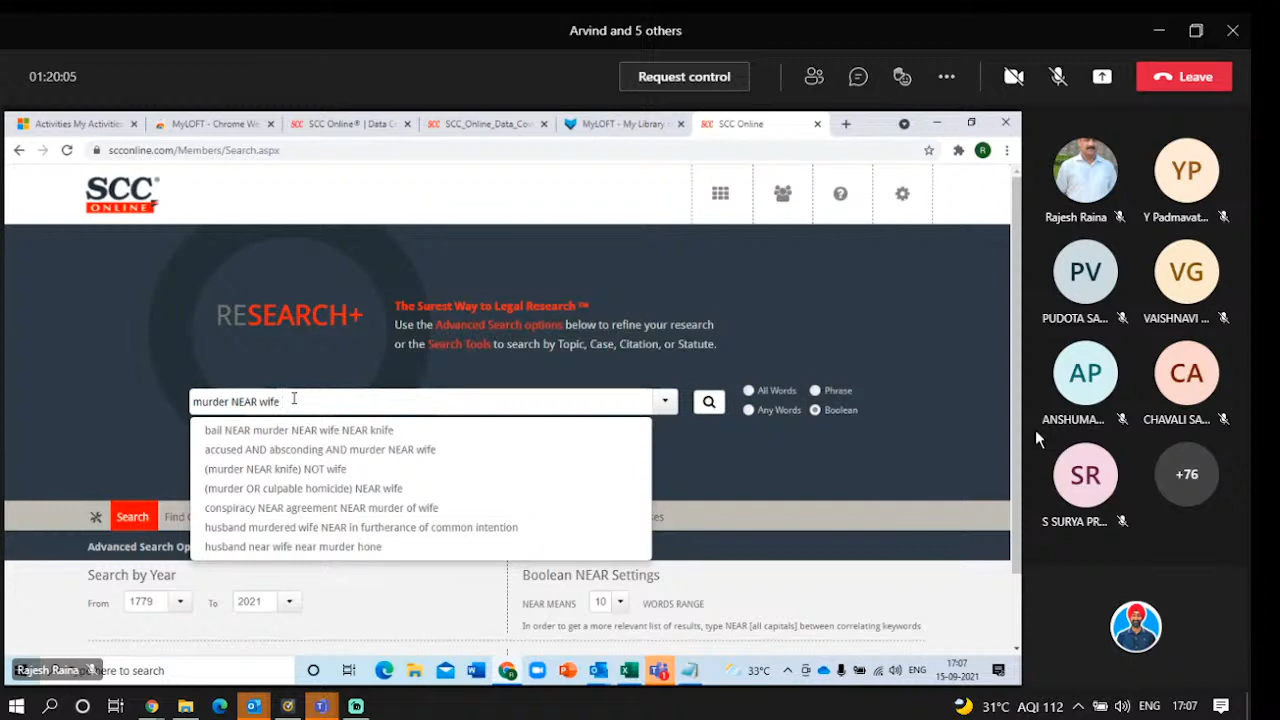 Arvind and 5 others
01:20:05
Request control
Leave
Activities My Activities
MyLOFT - Chrome We
SCC Online® | Data C
SCC_Online_Data_Cov
MyLOFT - My Library
SCC Online
scconline.com/Members/Search.aspx
R
SCC®
ONLINE
RESEARCH+
The Surest Way to Legal Research ™
Use the Advanced Search options below to refine your research
or the Search Tools to search by Topic, Case, Citation, or Statute.
murder NEAR wife
All Words
Phrase
Any Words
Boolean
bail NEAR murder NEAR wife NEAR knife
accused AND absconding AND murder NEAR wife
(murder NEAR knife) NOT wife
(murder OR culpable homicide) NEAR wife
conspiracy NEAR agreement NEAR murder of wife
husband murdered wife NEAR in furtherance of common intention
husband near wife near murder hone
Search
Find
Advanced Search Op
Search by Year
From 1779 To 2021
Boolean NEAR Settings
NEAR MEANS 10 WORDS RANGE
In order to get a more relevant list of results, type NEAR [all capitals] between correlating keywords
Rajesh Raina
here to search
33°C
ENG
17:07
15-09-2021
Rajesh Raina
YP
Y Padmavat...
PV
PUDOTA SA...
VG
VAISHNAVI ...
AP
ANSHUMA...
CA
CHAVALI SA...
SR
S SURYA PR...
+76
31°C AQI 112
ENG
17:07